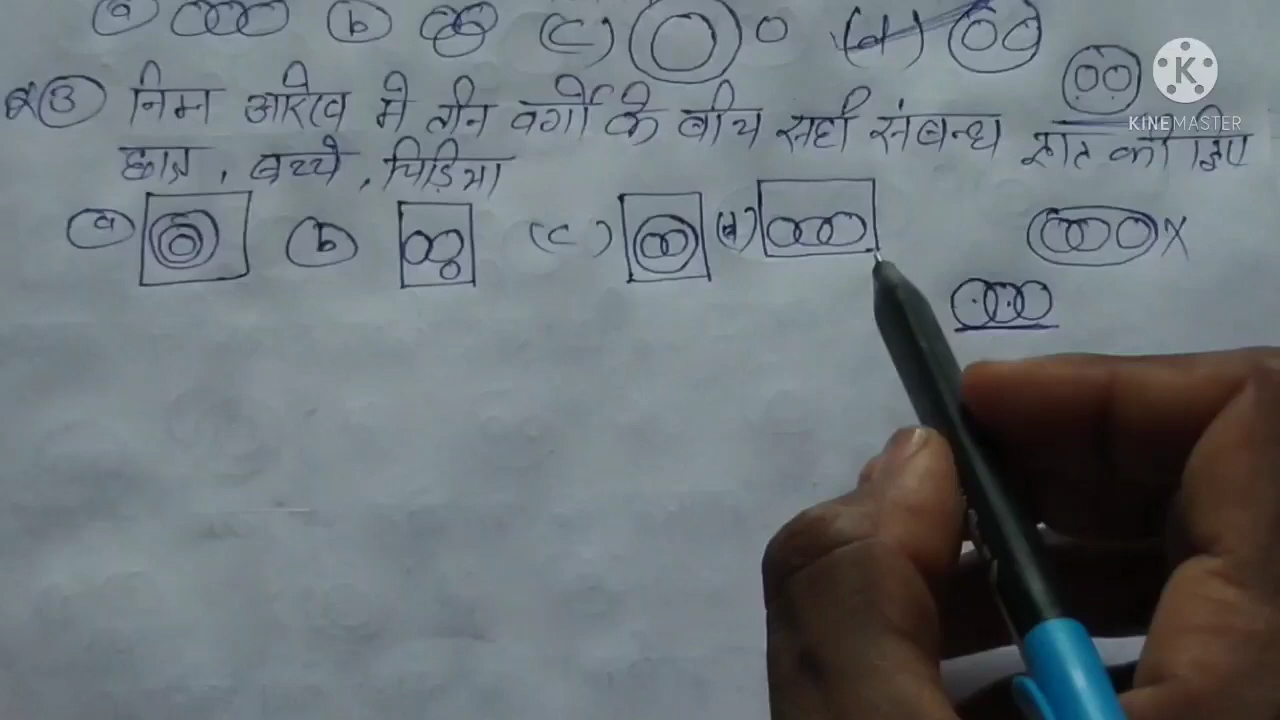 (a) (b) (c) (d)
Q(3) निम्न आरेख मे तीन वर्गो के बीच सही संबन्ध ज्ञात कीजिए
छात्र, बच्चे, चिडिया
(a) (b) (c) (d) X
K
KINEMASTER